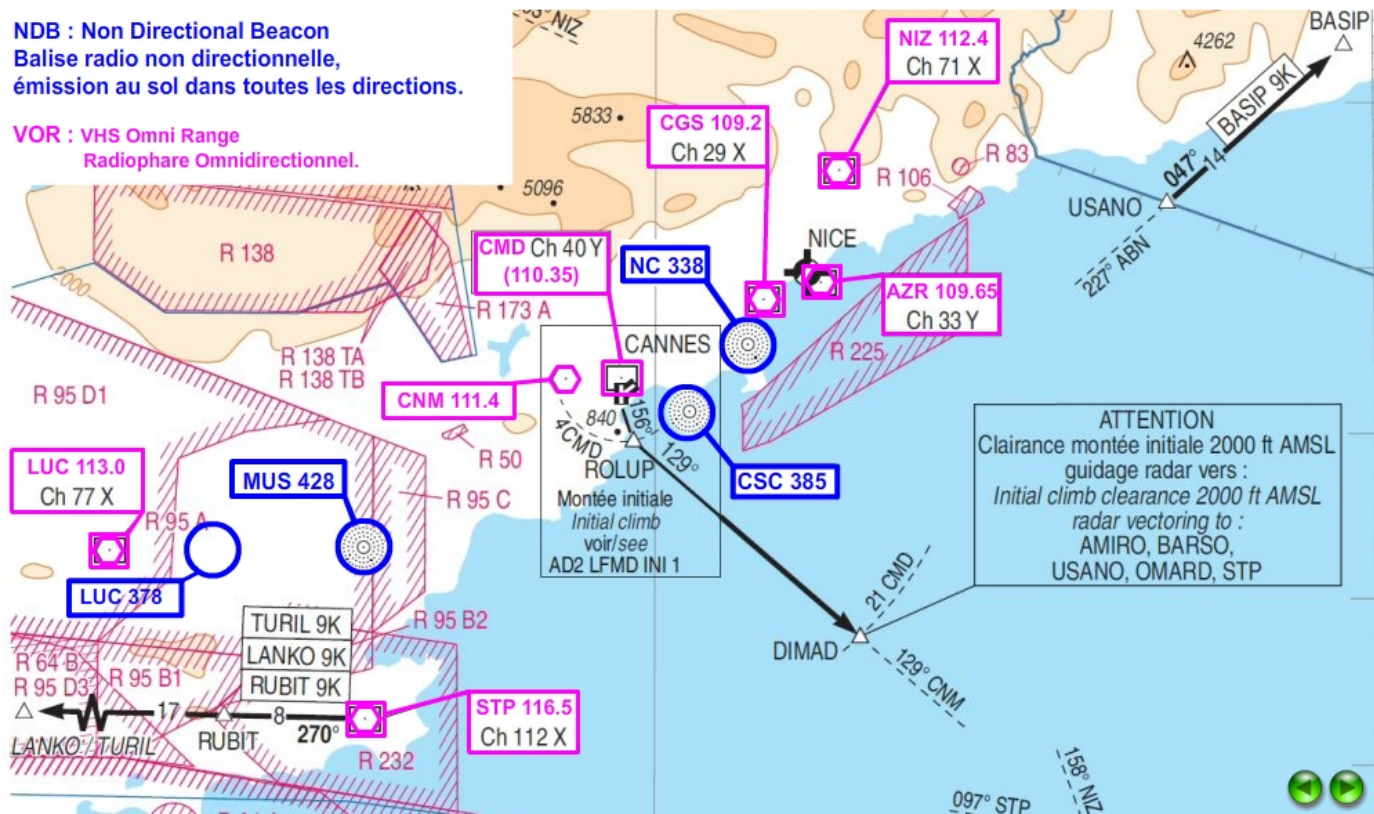 NDB : Non Directional Beacon
Balise radio non directionnelle,
émission au sol dans toutes les directions.
VOR : VHS Omni Range
Radiophare Omnidirectionnel.
NIZ
NIZ 112.4
Ch 71 X
4262
BASIP
BASIP 9K
047°
14
5833
CGS 109.2
Ch 29 X
R 83
R 106
USANO
227° ABN
5096
R 138
2000
CMD Ch 40 Y
(110.35)
NC 338
NICE
AZR 109.65
Ch 33 Y
R 173 A
R 138 TA
R 138 TB
CANNES
R 225
R 95 D1
CNM 111.4
840
4 CMD
156°
129°
ROLUP
Montée initiale
Initial climb
voir/see
AD2 LFMD INI 1
CSC 385
R 50
R 95 C
ATTENTION
Clairance montée initiale 2000 ft AMSL
guidage radar vers :
Initial climb clearance 2000 ft AMSL
radar vectoring to :
AMIRO, BARSO,
USANO, OMARD, STP
LUC 113.0
Ch 77 X
MUS 428
R 95 A
LUC 378
21 CMD
DIMAD
129° CNM
TURIL 9K
LANKO 9K
RUBIT 9K
R 95 B2
R 64 B
R 95 D3
R 95 B1
17
8
270°
LANKO / TURIL
RUBIT
STP 116.5
Ch 112 X
R 232
158° NIZ
097° STP